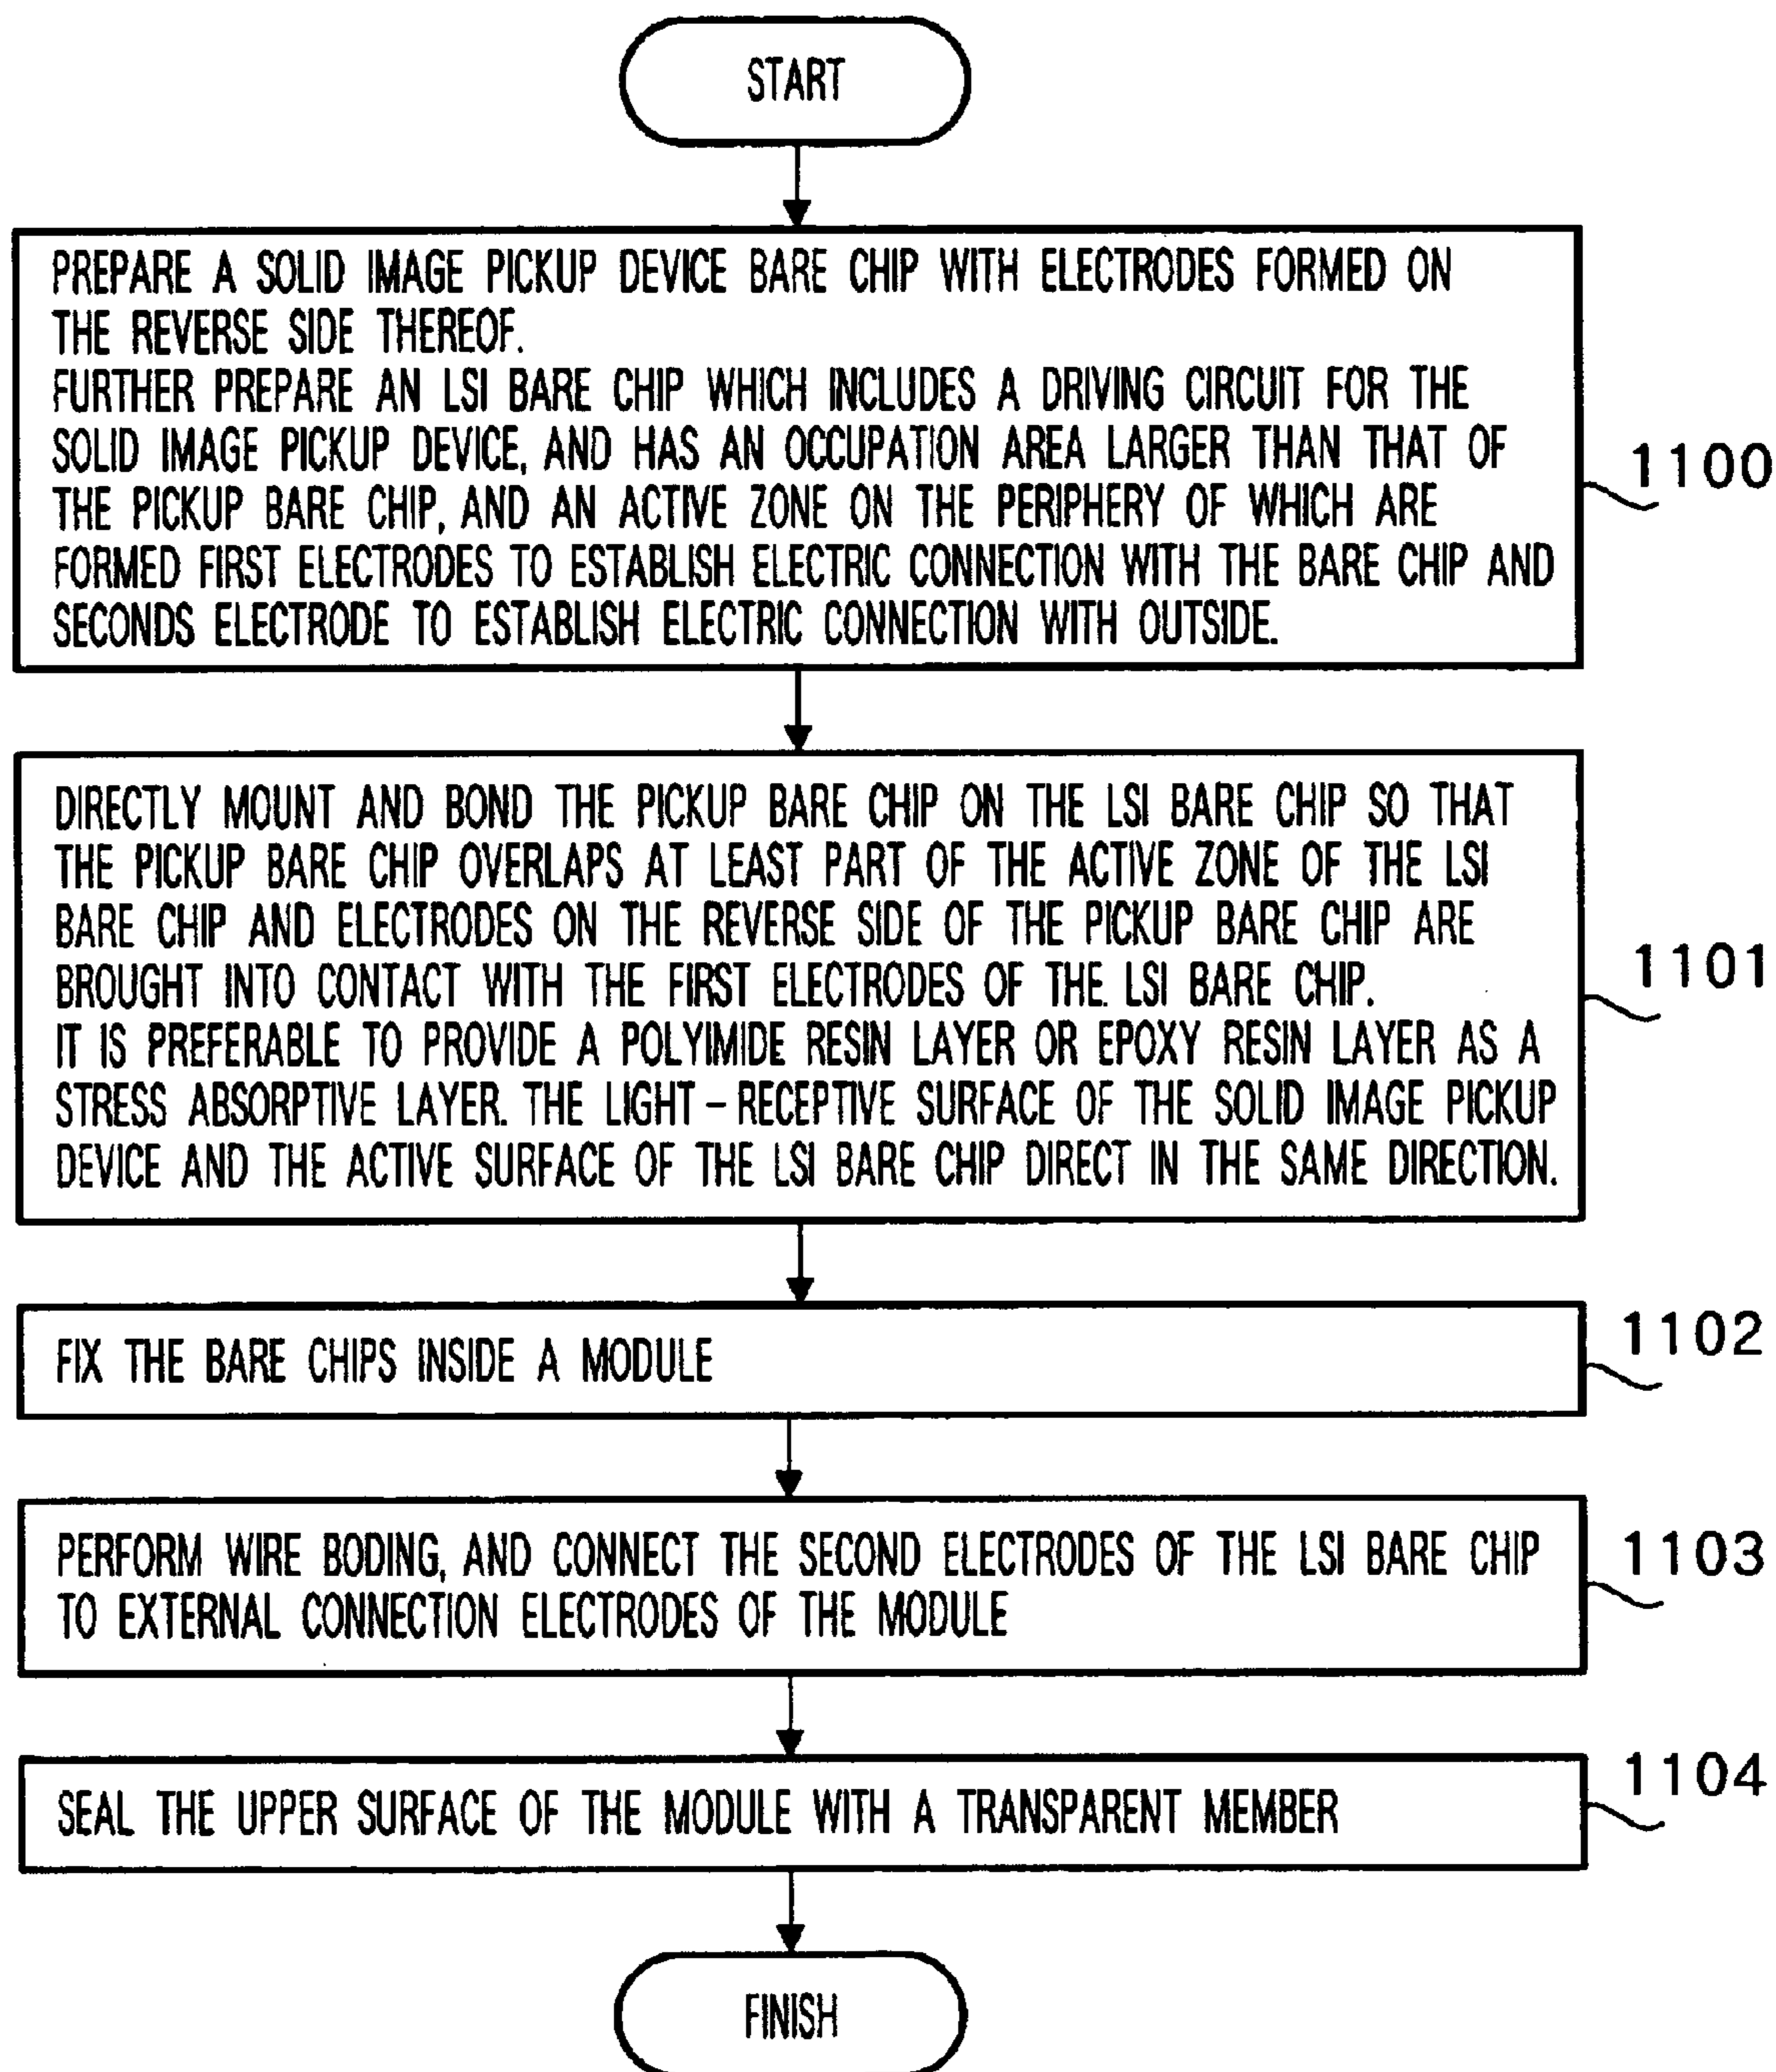 START
PREPARE A SOLID IMAGE PICKUP DEVICE BARE CHIP WITH ELECTRODES FORMED ON
THE REVERSE SIDE THEREOF.
FURTHER PREPARE AN LSI BARE CHIP WHICH INCLUDES A DRIVING CIRCUIT FOR THE
SOLID IMAGE PICKUP DEVICE, AND HAS AN OCCUPATION AREA LARGER THAN THAT OF
THE PICKUP BARE CHIP, AND AN ACTIVE ZONE ON THE PERIPHERY OF WHICH ARE
FORMED FIRST ELECTRODES TO ESTABLISH ELECTRIC CONNECTION WITH THE BARE CHIP AND
SECONDS ELECTRODE TO ESTABLISH ELECTRIC CONNECTION WITH OUTSIDE.
1100
DIRECTLY MOUNT AND BOND THE PICKUP BARE CHIP ON THE LSI BARE CHIP SO THAT
THE PICKUP BARE CHIP OVERLAPS AT LEAST PART OF THE ACTIVE ZONE OF THE LSI
BARE CHIP AND ELECTRODES ON THE REVERSE SIDE OF THE PICKUP BARE CHIP ARE
BROUGHT INTO CONTACT WITH THE FIRST ELECTRODES OF THE LSI BARE CHIP.
IT IS PREFERABLE TO PROVIDE A POLYIMIDE RESIN LAYER OR EPOXY RESIN LAYER AS A
STRESS ABSORPTIVE LAYER. THE LIGHT – RECEPTIVE SURFACE OF THE SOLID IMAGE PICKUP
DEVICE AND THE ACTIVE SURFACE OF THE LSI BARE CHIP DIRECT IN THE SAME DIRECTION.
1101
FIX THE BARE CHIPS INSIDE A MODULE
1102
PERFORM WIRE BODING, AND CONNECT THE SECOND ELECTRODES OF THE LSI BARE CHIP
TO EXTERNAL CONNECTION ELECTRODES OF THE MODULE
1103
SEAL THE UPPER SURFACE OF THE MODULE WITH A TRANSPARENT MEMBER
1104
FINISH